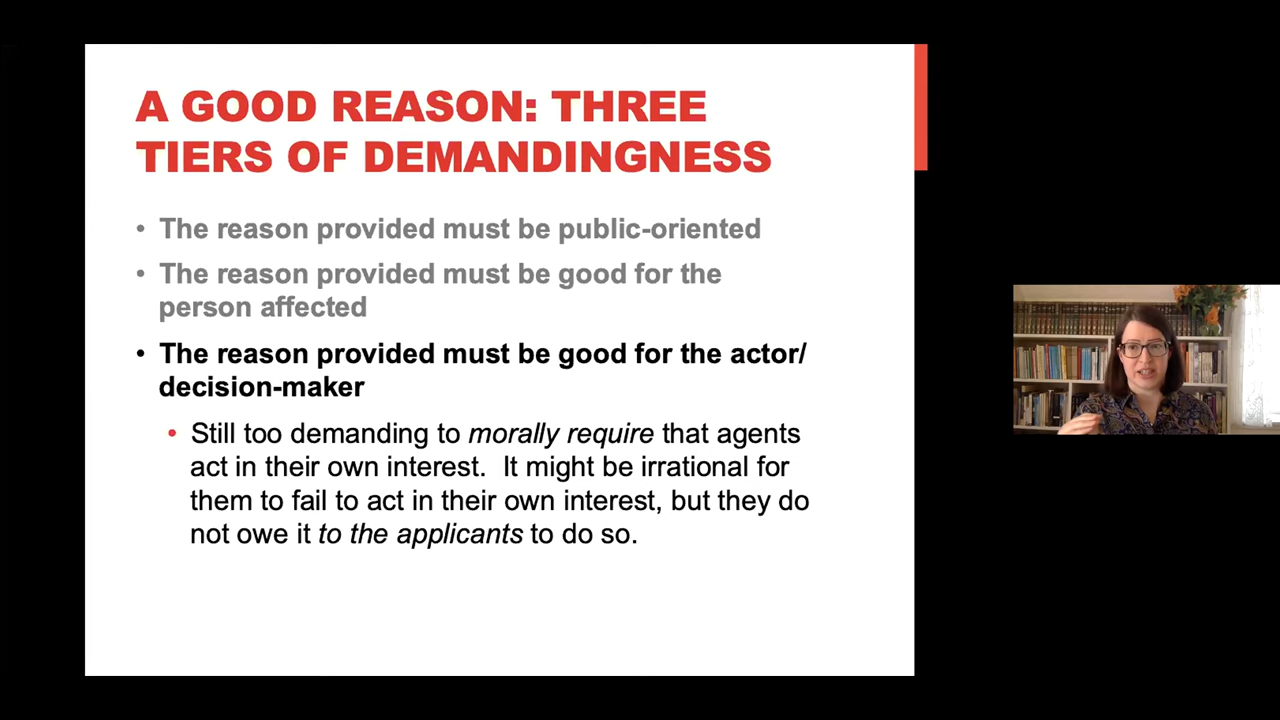 A GOOD REASON: THREE
TIERS OF DEMANDINGNESS
• The reason provided must be public-oriented
• The reason provided must be good for the
person affected
• The reason provided must be good for the actor/
decision-maker
• Still too demanding to morally require that agents
act in their own interest. It might be irrational for
them to fail to act in their own interest, but they do
not owe it to the applicants to do so.